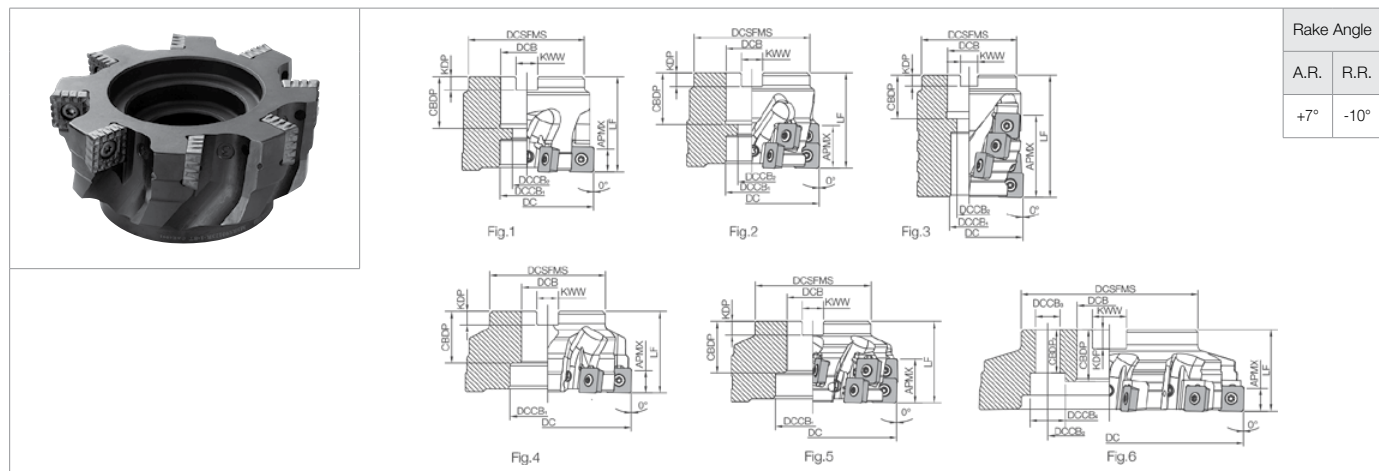 Rake Angle
A.R. R.R.
+7° -10°
DCSFMS
DCB
KWW
KDP
CBDP
LF
APMX
0°
DCCB₂
DCCB₁
DC
Fig.1
DCSFMS
DCB
KWW
KDP
CBDP
LF
APMX
0°
DCCB₂
DCCB₁
DC
Fig.2
DCSFMS
DCB
KWW
KDP
CBDP
LF
APMX
0°
DCCB₂
DCCB₁
DC
Fig.3
DCSFMS
DCB
KWW
KDP
CBDP
LF
APMX
0°
DCCB₁
DC
Fig.4
DCSFMS
DCB
KWW
KDP
CBDP
LF
APMX
0°
DCCB₁
DC
Fig.5
DCSFMS
DCCB₃
DCB
KWW
CBDP
CBDP
KDP
LF
APMX
0°
DC
Fig.6